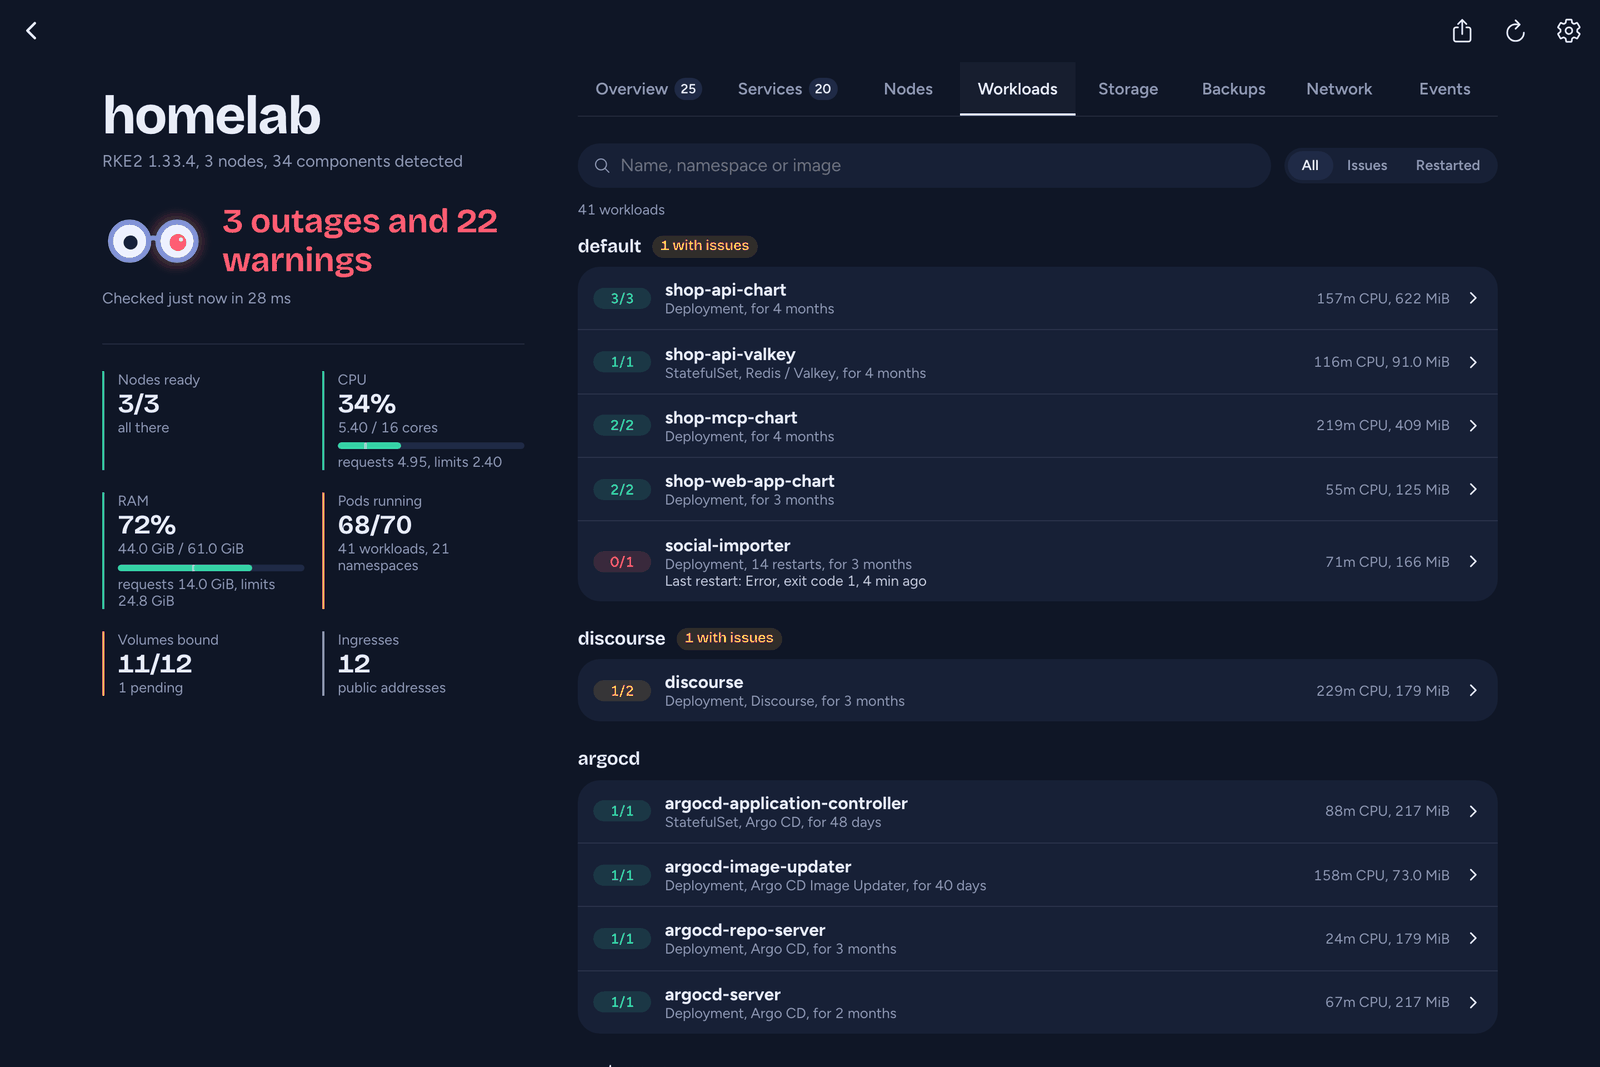 homelab
RKE2 1.33.4, 3 nodes, 34 components detected
3 outages and 22
warnings
Checked just now in 28 ms
Nodes ready
3/3
all there
CPU
34%
5.40 / 16 cores
requests 4.95, limits 2.40
RAM
72%
44.0 GiB / 61.0 GiB
requests 14.0 GiB, limits
24.8 GiB
Pods running
68/70
41 workloads, 21
namespaces
Volumes bound
11/12
1 pending
Ingresses
12
public addresses
Overview 25 Services 20 Nodes Workloads Storage Backups Network Events
Name, namespace or image
All Issues Restarted
41 workloads
default 1 with issues
3/3 shop-api-chart 157m CPU, 622 MiB
Deployment, for 4 months
1/1 shop-api-valkey 116m CPU, 91.0 MiB
StatefulSet, Redis / Valkey, for 4 months
2/2 shop-mcp-chart 219m CPU, 409 MiB
Deployment, for 4 months
2/2 shop-web-app-chart 55m CPU, 125 MiB
Deployment, for 3 months
0/1 social-importer 71m CPU, 166 MiB
Deployment, 14 restarts, for 3 months
Last restart: Error, exit code 1, 4 min ago
discourse 1 with issues
1/2 discourse 229m CPU, 179 MiB
Deployment, Discourse, for 3 months
argocd
1/1 argocd-application-controller 88m CPU, 217 MiB
StatefulSet, Argo CD, for 48 days
1/1 argocd-image-updater 158m CPU, 73.0 MiB
Deployment, Argo CD Image Updater, for 40 days
1/1 argocd-repo-server 24m CPU, 179 MiB
Deployment, Argo CD, for 3 months
1/1 argocd-server 67m CPU, 217 MiB
Deployment, Argo CD, for 2 months